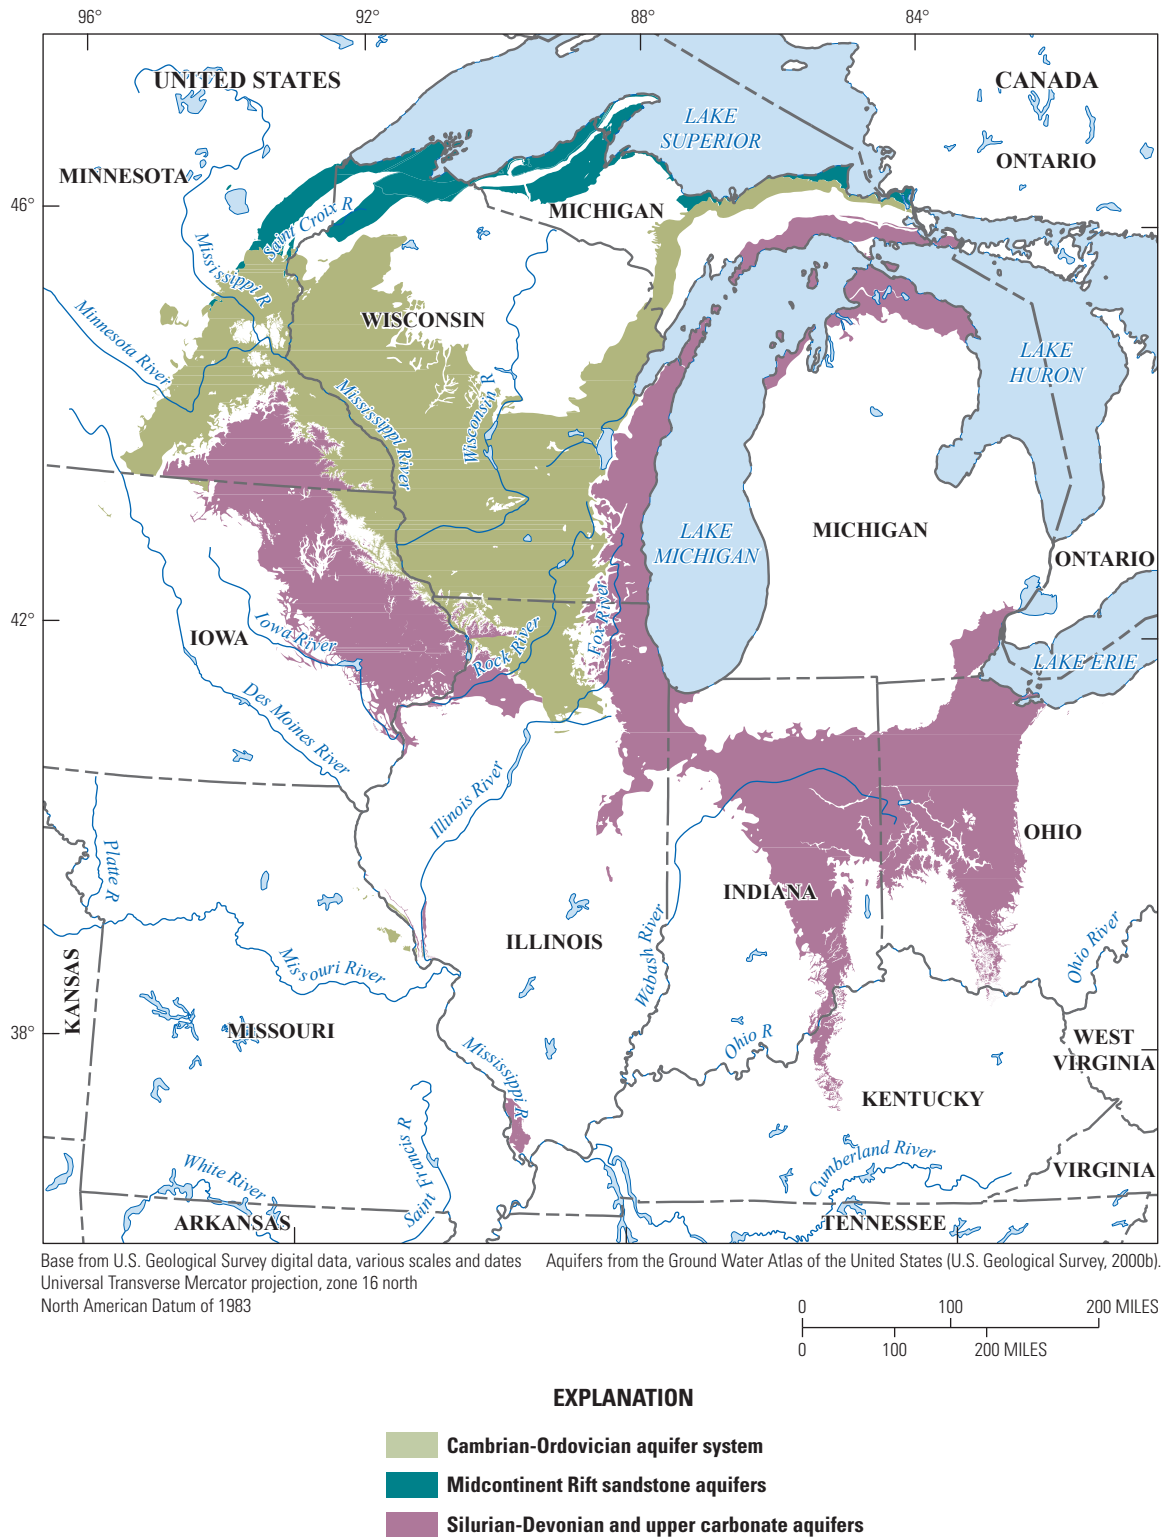 96°
92°
88°
84°
UNITED STATES
CANADA
LAKE
SUPERIOR
ONTARIO
MINNESOTA
46°
MICHIGAN
Saint Croix R
Mississippi R
Minnesota River
WISCONSIN
LAKE
HURON
Mississippi River
Wisconsin R
LAKE
MICHIGAN
MICHIGAN
ONTARIO
42°
IOWA
Iowa River
Rock River
Fox River
LAKE ERIE
Des Moines River
Illinois River
OHIO
Platte R
INDIANA
ILLINOIS
Wabash River
Ohio River
Missouri River
KANSAS
38°
MISSOURI
Ohio R
WEST
VIRGINIA
Mississippi R
KENTUCKY
Saint Francis R
White River
Cumberland River
VIRGINIA
ARKANSAS
TENNESSEE
Base from U.S. Geological Survey digital data, various scales and dates
Universal Transverse Mercator projection, zone 16 north
North American Datum of 1983
Aquifers from the Ground Water Atlas of the United States (U.S. Geological Survey, 2000b).
0 100 200 MILES
0 100 200 MILES
EXPLANATION
Cambrian-Ordovician aquifer system
Midcontinent Rift sandstone aquifers
Silurian-Devonian and upper carbonate aquifers